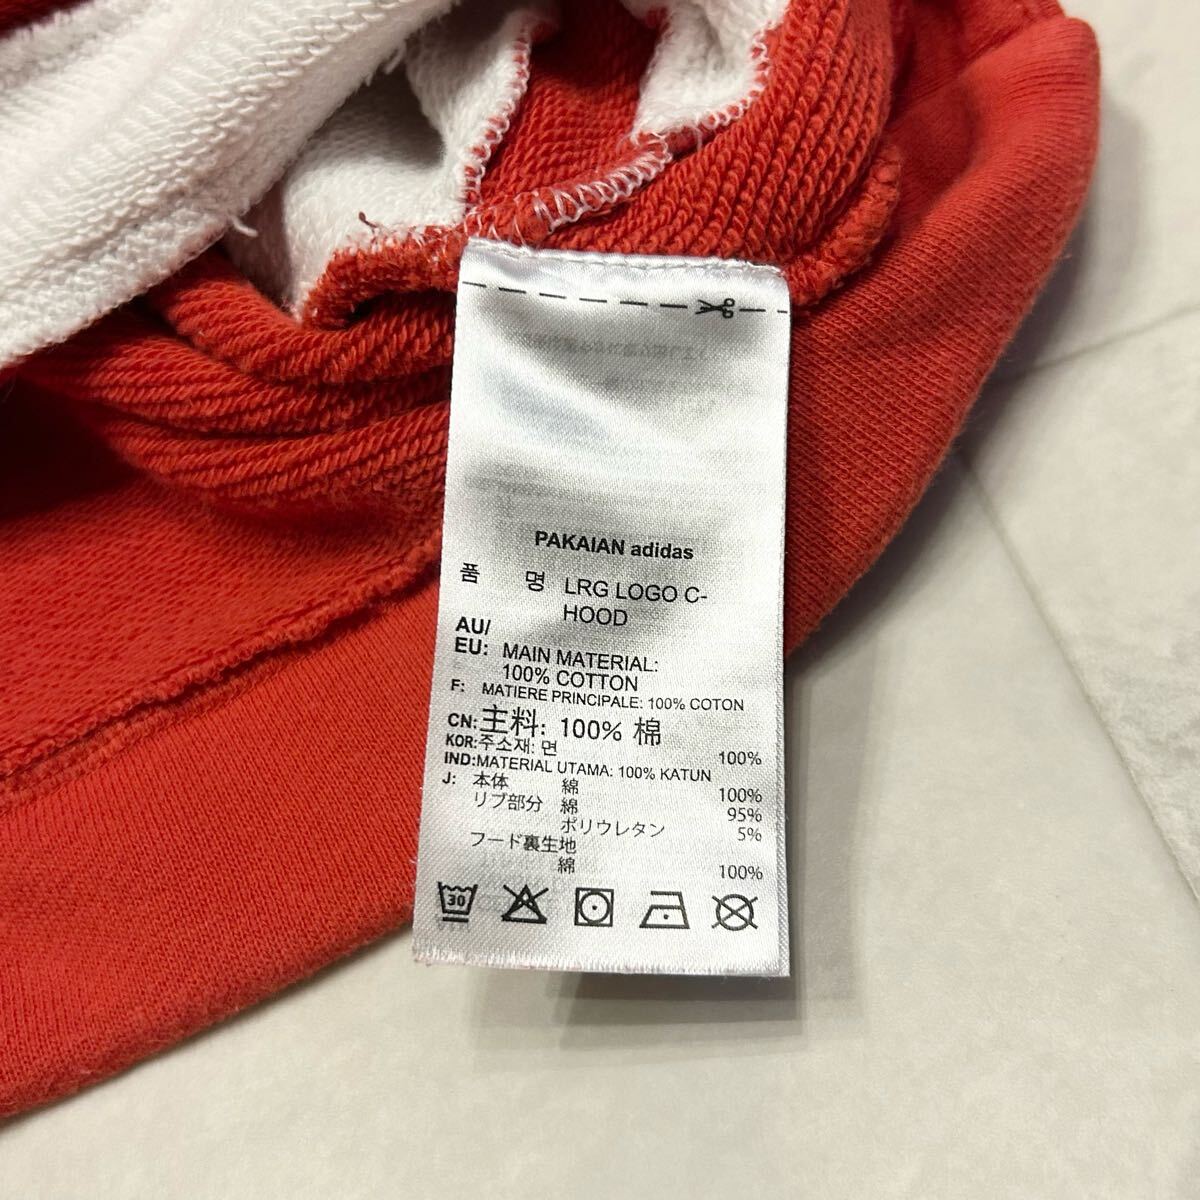 PAKAIAN adidas
품 명 LRG LOGO C-
HOOD
AU/
EU: MAIN MATERIAL:
100% COTTON
F: MATIERE PRINCIPALE: 100% COTON
CN: 主料: 100% 棉
KOR: 주소재: 면 100%
IND: MATERIAL UTAMA: 100% KATUN
J: 本体 綿 100%
リブ部分 綿 95%
ポリウレタン 5%
フード裏生地
綿 100%
30